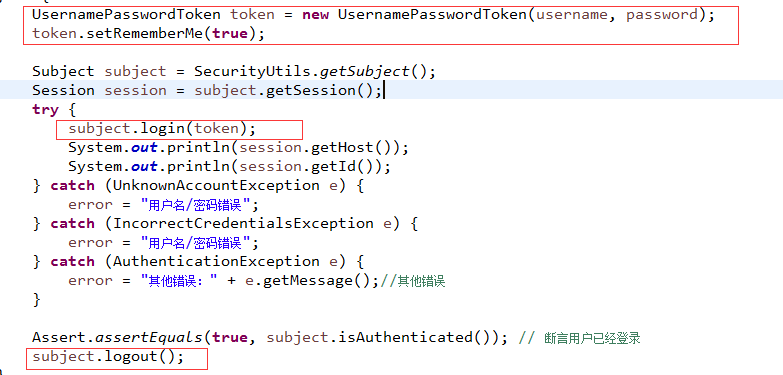 {
UsernamePasswordToken token = new UsernamePasswordToken(username, password);
token.setRememberMe(true);
Subject subject = SecurityUtils.getSubject();
Session session = subject.getSession();
try {
subject.login(token);
System.out.println(session.getHost());
System.out.println(session.getId());
} catch (UnknownAccountException e) {
error = "用户名/密码错误";
} catch (IncorrectCredentialsException e) {
error = "用户名/密码错误";
} catch (AuthenticationException e) {
error = "其他错误：" + e.getMessage();//其他错误
}
Assert.assertEquals(true, subject.isAuthenticated()); // 断言用户已经登录
subject.logout();